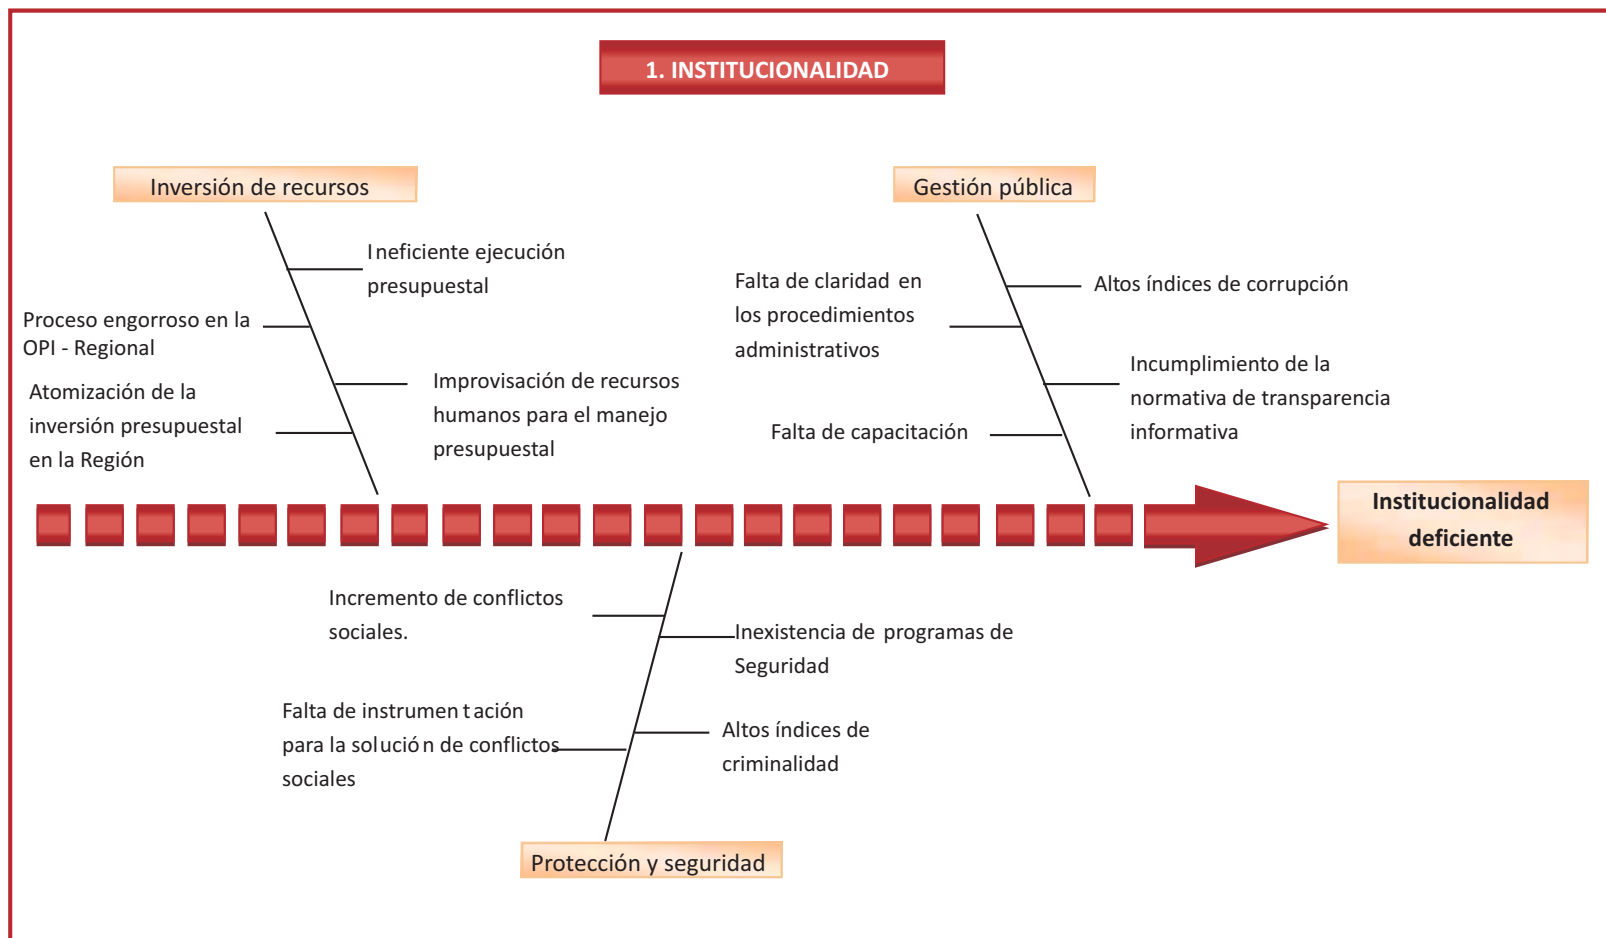 1. INSTITUCIONALIDAD
Inversión de recursos
Ineficiente ejecución
presupuestal
Proceso engorroso en la
OPI - Regional
Atomización de la
inversión presupuestal
en la Región
Improvisación de recursos
humanos para el manejo
presupuestal
Gestión pública
Falta de claridad en
los procedimientos
administrativos
Altos índices de corrupción
Falta de capacitación
Incumplimiento de la
normativa de transparencia
informativa
Institucionalidad
deficiente
Incremento de conflictos
sociales.
Inexistencia de programas de
Seguridad
Falta de instrumentación
para la solución de conflictos
sociales
Altos índices de
criminalidad
Protección y seguridad